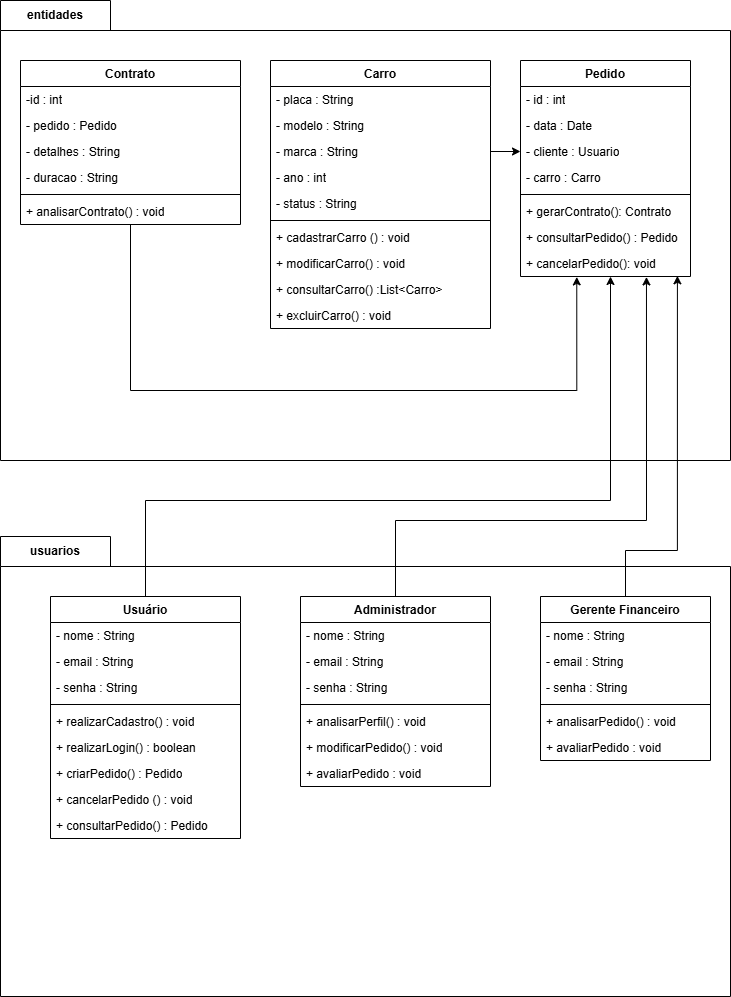 entidades
Contrato
-id : int
- pedido : Pedido
- detalhes : String
- duracao : String
+ analisarContrato() : void
Carro
- placa : String
- modelo : String
- marca : String
- ano : int
- status : String
+ cadastrarCarro () : void
+ modificarCarro() : void
+ consultarCarro() :List<Carro>
+ excluirCarro() : void
Pedido
- id : int
- data : Date
- cliente : Usuario
- carro : Carro
+ gerarContrato(): Contrato
+ consultarPedido() : Pedido
+ cancelarPedido(): void
usuarios
Usuário
- nome : String
- email : String
- senha : String
+ realizarCadastro() : void
+ realizarLogin() : boolean
+ criarPedido() : Pedido
+ cancelarPedido () : void
+ consultarPedido() : Pedido
Administrador
- nome : String
- email : String
- senha : String
+ analisarPerfil() : void
+ modificarPedido() : void
+ avaliarPedido : void
Gerente Financeiro
- nome : String
- email : String
- senha : String
+ analisarPedido() : void
+ avaliarPedido : void